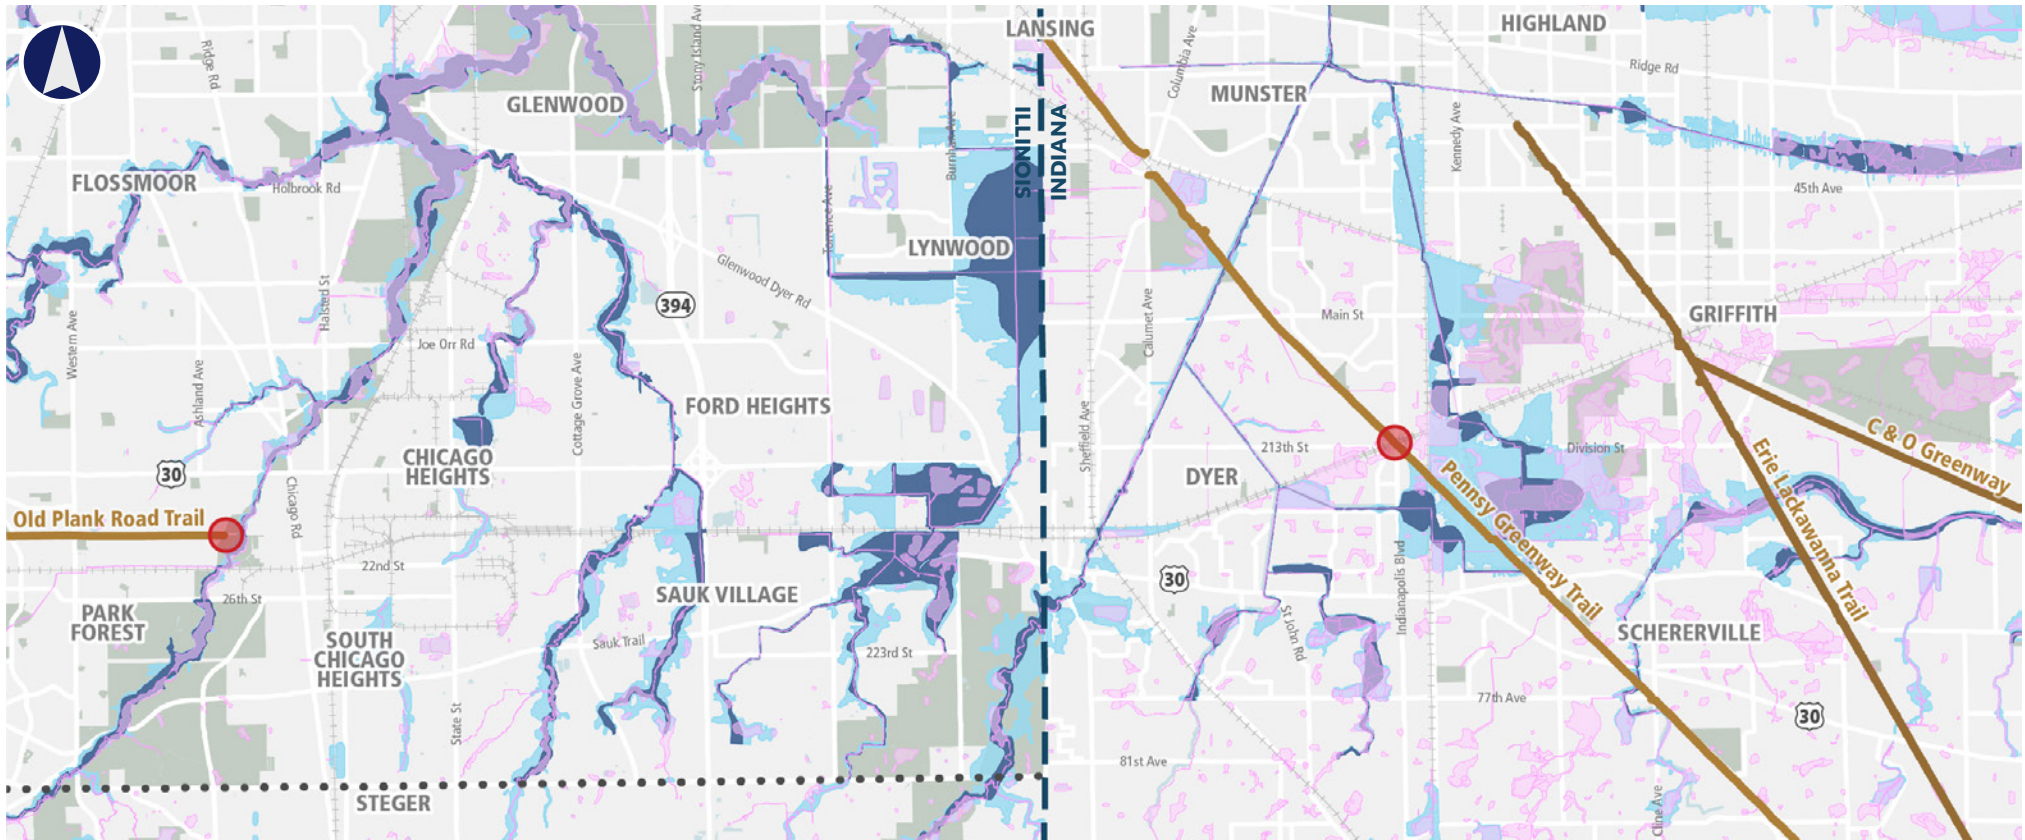 LANSING
HIGHLAND
Ridge Rd
Stony Island Ave
Columbia Ave
Ridge Rd
GLENWOOD
MUNSTER
ILLINOIS
INDIANA
Burnham Ave
Kennedy Ave
FLOSSMOOR
Holbrook Rd
45th Ave
Torrence Ave
LYNWOOD
Glenwood Dyer Rd
Halsted St
394
Main St
GRIFFITH
Western Ave
Joe Orr Rd
Calumet Ave
Ashland Ave
Cottage Grove Ave
FORD HEIGHTS
Sheffield Ave
213th St
Division St
C & O Greenway
CHICAGO
HEIGHTS
30
DYER
Chicago Rd
Old Plank Road Trail
Pennsy Greenway Trail
Erie Lackawanna Trail
22nd St
Indianapolis Blvd
30
26th St
SAUK VILLAGE
PARK
FOREST
SOUTH
CHICAGO
HEIGHTS
Sauk Trail
223rd St
St John Rd
SCHERERVILLE
77th Ave
State St
30
81st Ave
STEGER
Cline Ave